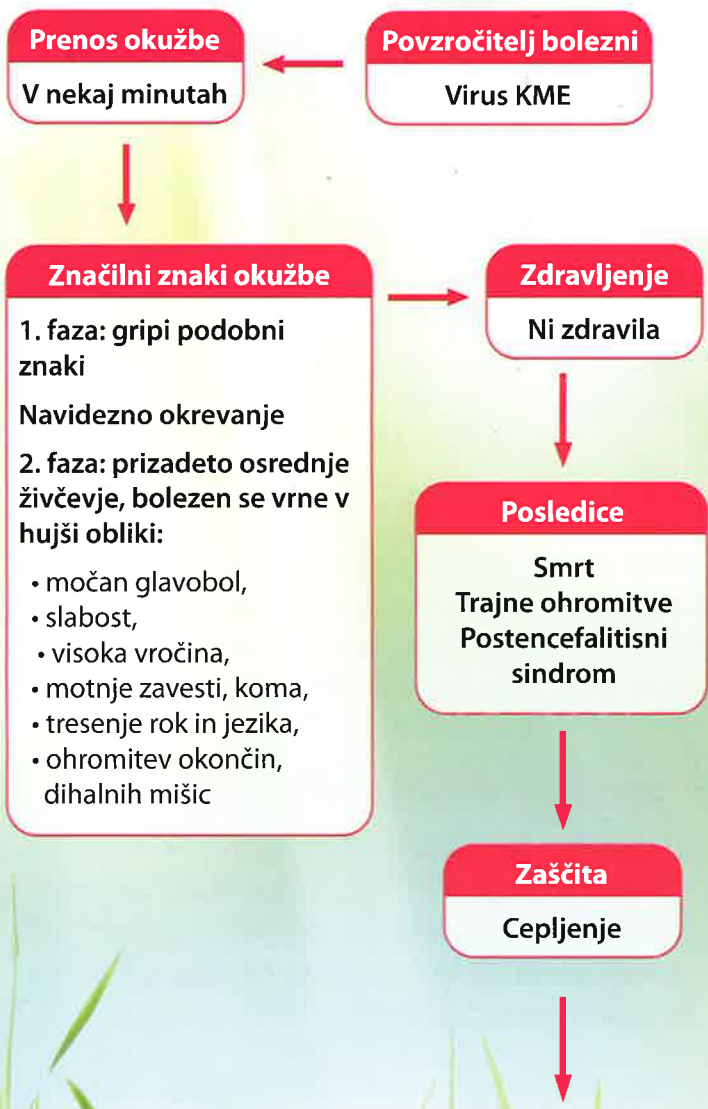 Prenos okužbe
V nekaj minutah
Povzročitelj bolezni
Virus KME
Značilni znaki okužbe
1. faza: gripi podobni
znaki
Navidezno okrevanje
2. faza: prizadeto osrednje
živčevje, bolezen se vrne v
hujši obliki:
• močan glavobol,
• slabost,
• visoka vročina,
• motnje zavesti, koma,
• tresenje rok in jezika,
• ohromitev okončin,
dihalnih mišic
Zdravljenje
Ni zdravila
Posledice
Smrt
Trajne ohromitve
Postencefalitisni
sindrom
Zaščita
Cepljenje